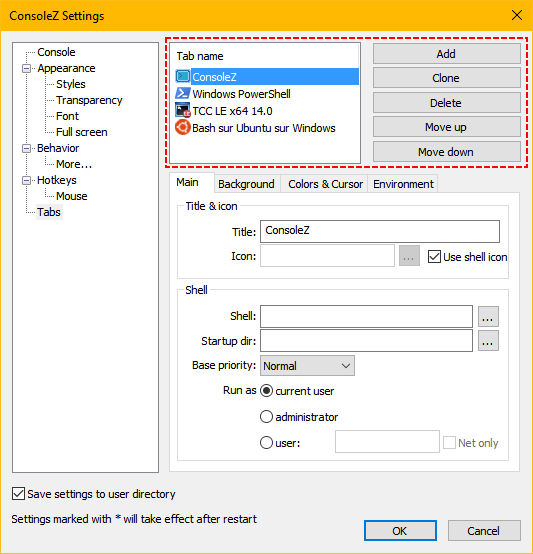 ConsoleZ Settings
Console
Appearance
Styles
Transparency
Font
Full screen
Behavior
More...
Hotkeys
Mouse
Tabs
Tab name
ConsoleZ
Windows PowerShell
TCC LE x64 14.0
Bash sur Ubuntu sur Windows
Add
Clone
Delete
Move up
Move down
Main Background Colors & Cursor Environment
Title & icon
Title: ConsoleZ
Icon: ... Use shell icon
Shell
Shell: ...
Startup dir: ...
Base priority: Normal
Run as current user
administrator
user: Net only
Save settings to user directory
Settings marked with * will take effect after restart
OK Cancel